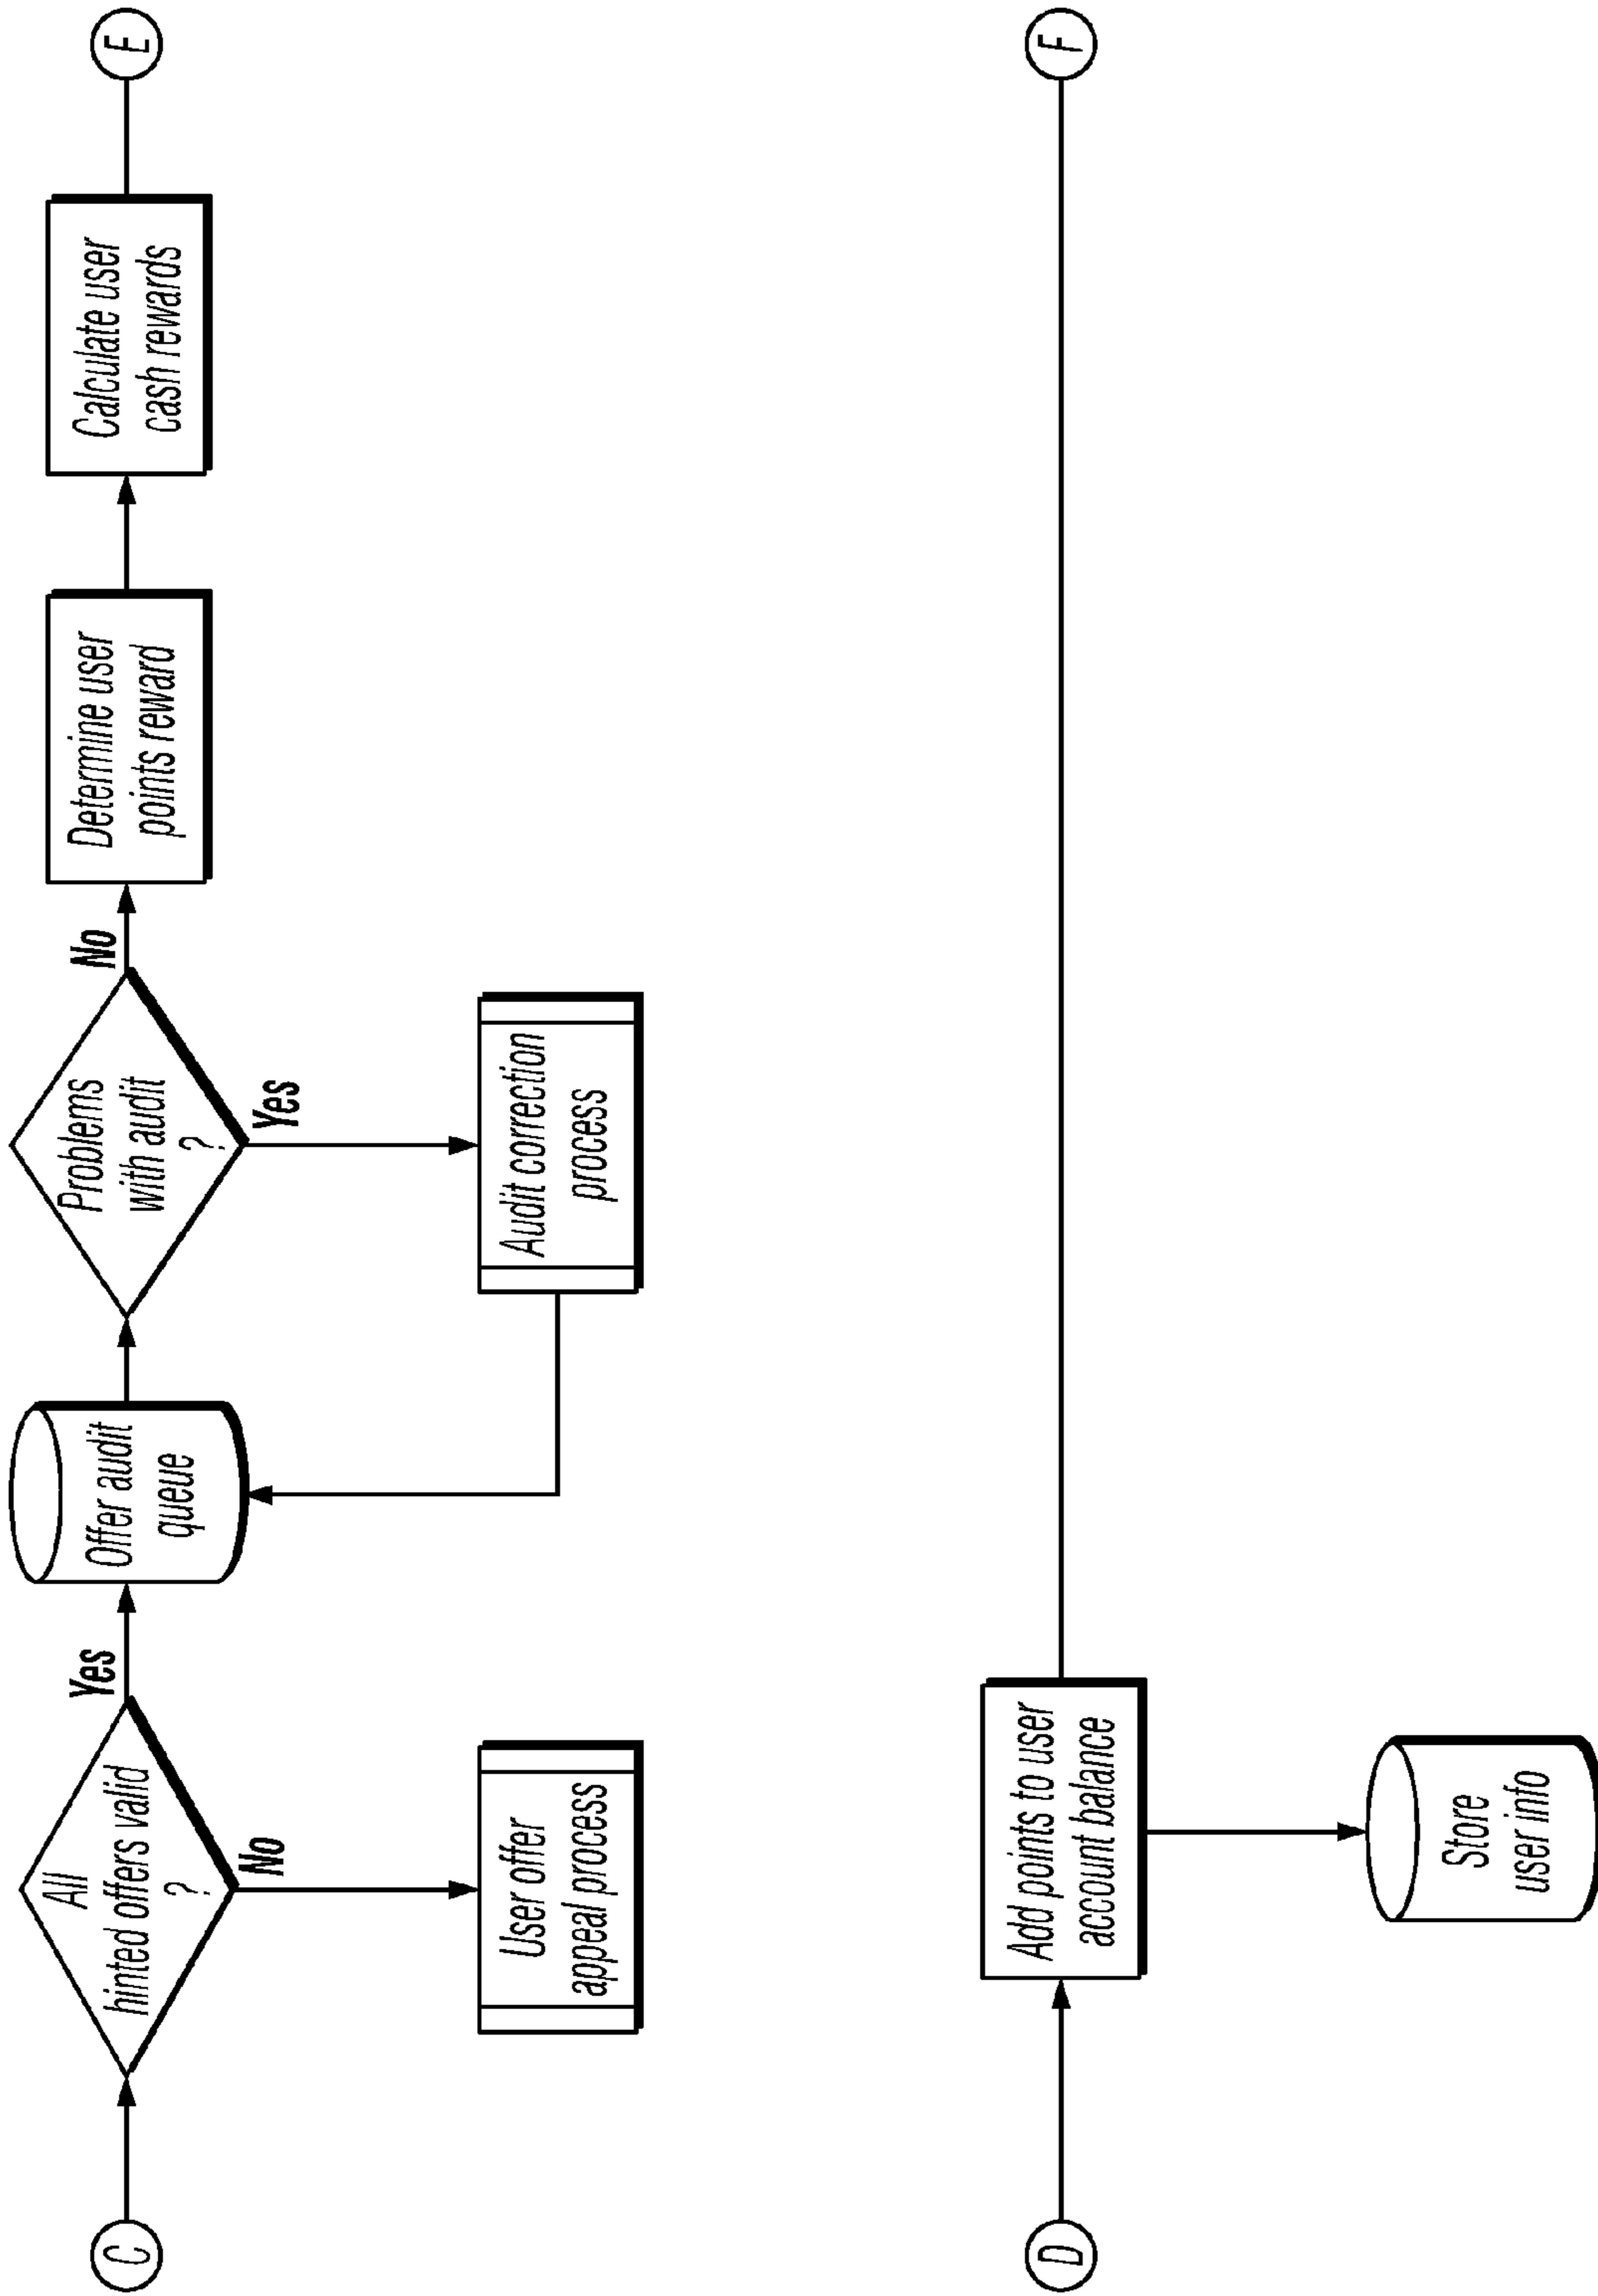 C
All
hinted offers valid
?
Yes
No
User offer
appeal process
Offer audit
queue
Problems
with audit
?
No
Yes
Audit correction
process
Determine user
points reward
Calculate user
cash rewards
E
D
Add points to user
account balance
Store
user info
F